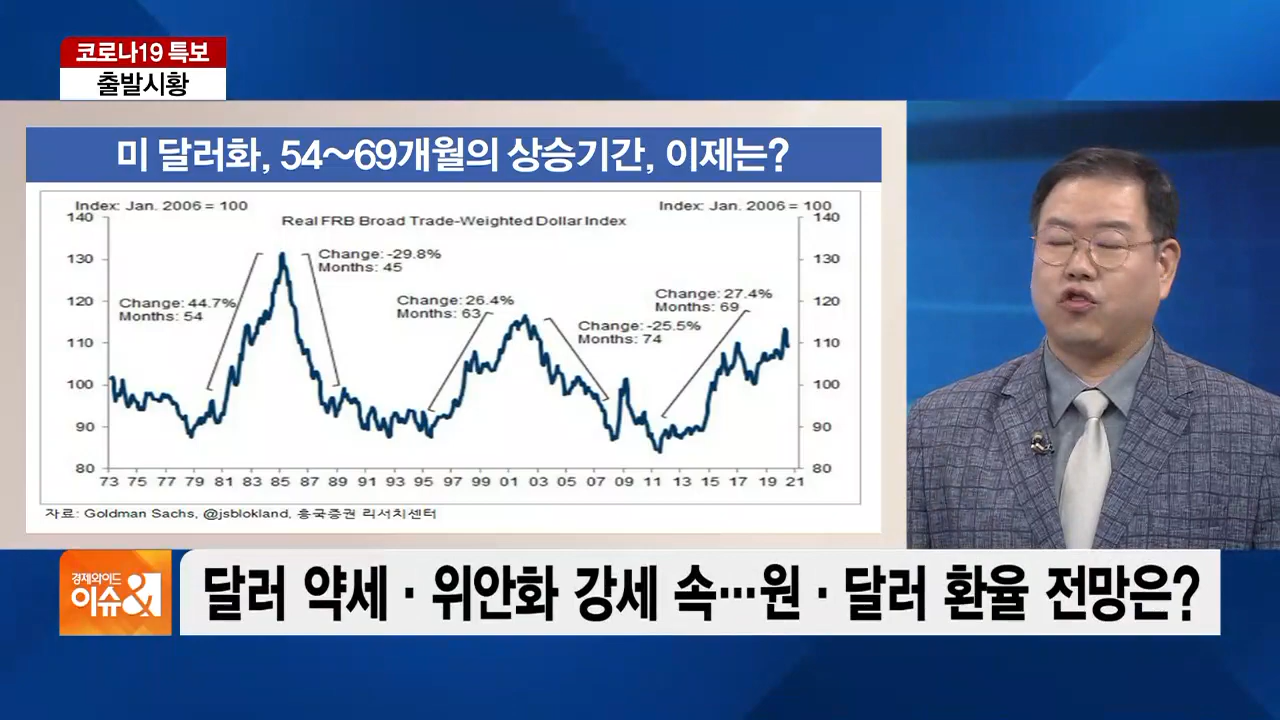 코로나19 특보
출발시황
미 달러화, 54~69개월의 상승기간, 이제는?
Index: Jan. 2006 = 100
Index: Jan. 2006 = 100
Real FRB Broad Trade-Weighted Dollar Index
140
130
120
110
100
90
80
140
130
120
110
100
90
80
Change: 44.7%
Months: 54
Change: -29.8%
Months: 45
Change: 26.4%
Months: 63
Change: -25.5%
Months: 74
Change: 27.4%
Months: 69
73 75 77 79 81 83 85 87 89 91 93 95 97 99 01 03 05 07 09 11 13 15 17 19 21
자료: Goldman Sachs, @jsblokland, 흥국증권 리서치센터
경제와이드
이슈&
달러 약세·위안화 강세 속…원·달러 환율 전망은?